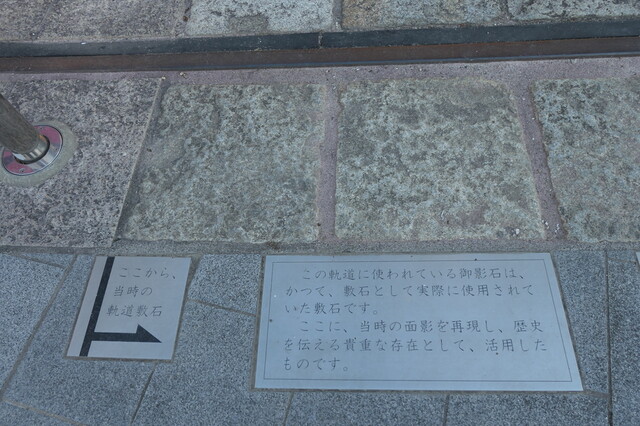 ここから、
当時の
軌道敷石
この軌道に使われている御影石は、
かつて、敷石として実際に使用されて
いた敷石です。
ここに、当時の面影を再現し、歴史
を伝える貴重な存在として、活用した
ものです。